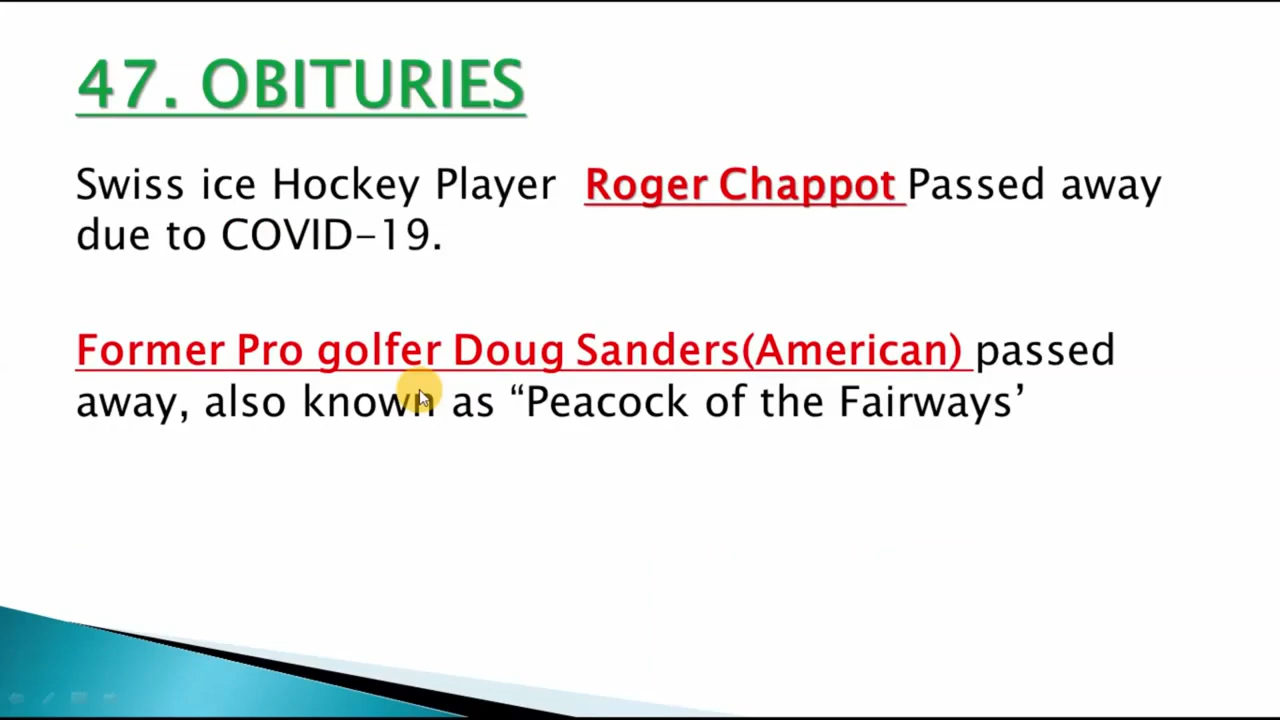 47. OBITURIES
Swiss ice Hockey Player Roger Chappot Passed away
due to COVID-19.
Former Pro golfer Doug Sanders(American) passed
away, also known as “Peacock of the Fairways’